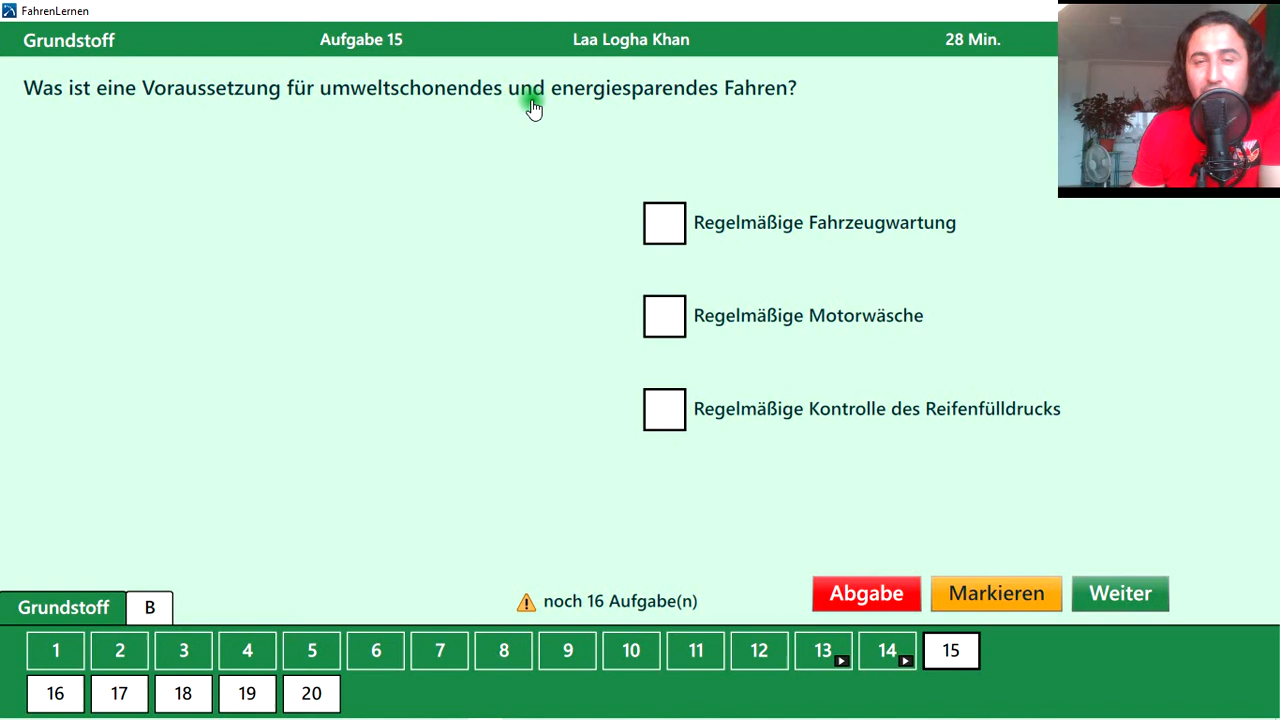 FahrenLernen
Grundstoff Aufgabe 15 Laa Logha Khan 28 Min.
Was ist eine Voraussetzung für umweltschonendes und energiesparendes Fahren?
Regelmäßige Fahrzeugwartung
Regelmäßige Motorwäsche
Regelmäßige Kontrolle des Reifenfülldrucks
Grundstoff B noch 16 Aufgabe(n) Abgabe Markieren Weiter
1 2 3 4 5 6 7 8 9 10 11 12 13 14 15
16 17 18 19 20